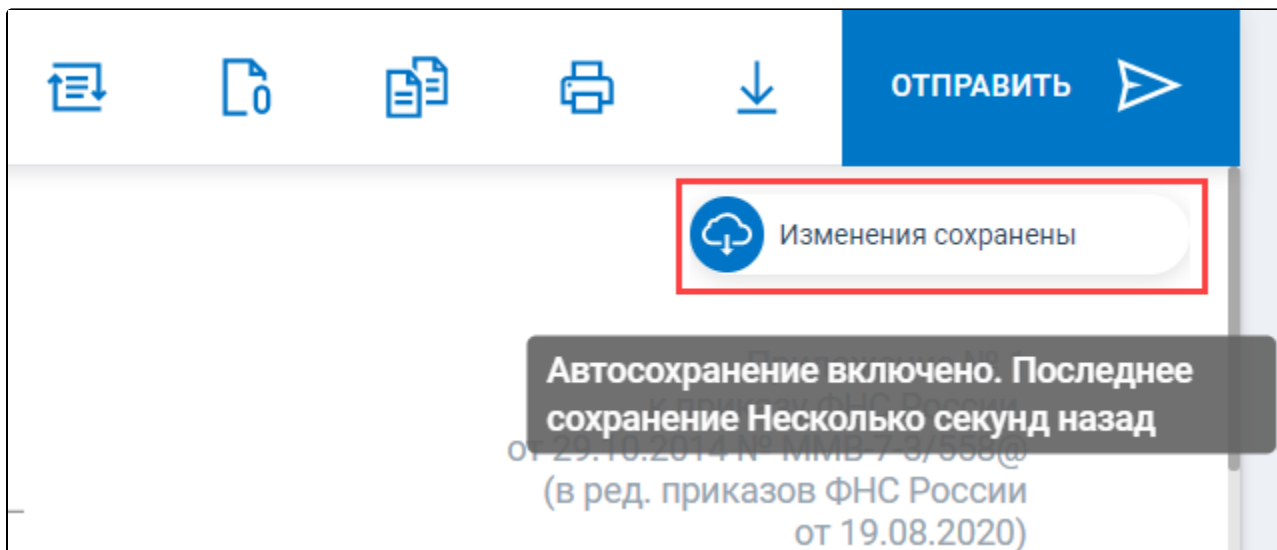 ОТПРАВИТЬ
Изменения сохранены
Автосохранение включено. Последнее
сохранение Несколько секунд назад
от 29.10.2014 № ММВ-7-3/558@
(в ред. приказов ФНС России
от 19.08.2020)